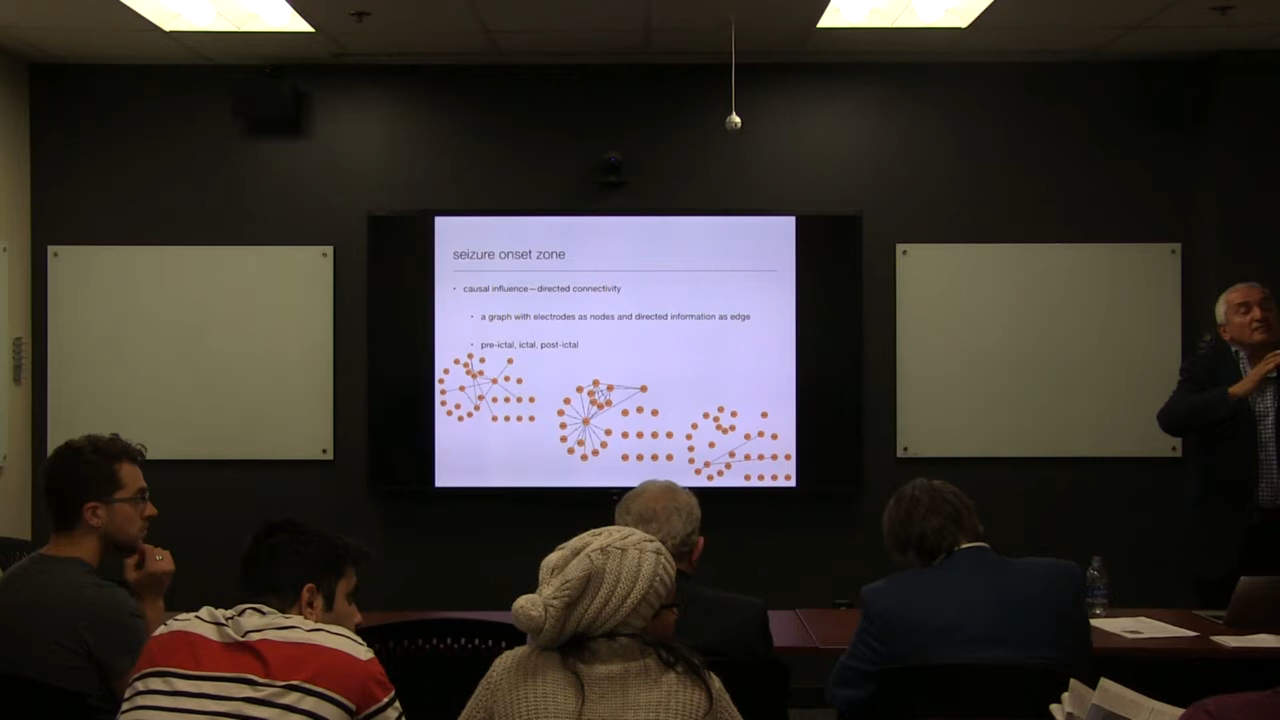 seizure onset zone
• causal influence—directed connectivity
• a graph with electrodes as nodes and directed information as edge
• pre-ictal, ictal, post-ictal